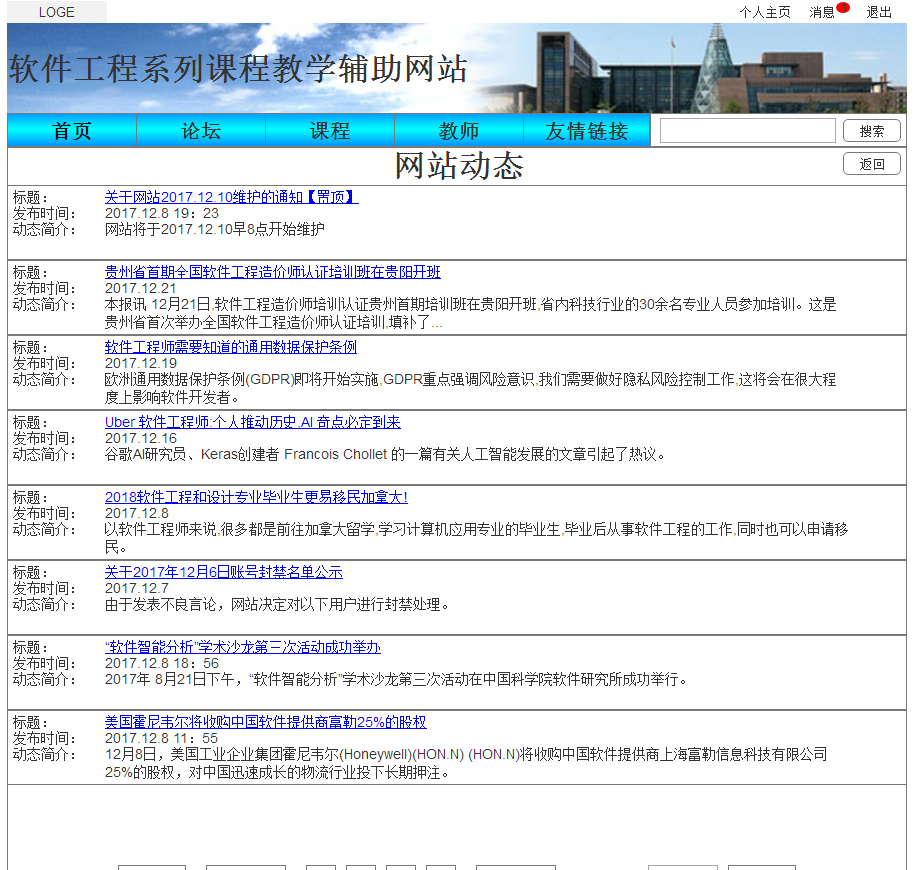 LOGE 个人主页 消息 退出
软件工程系列课程教学辅助网站
首页 论坛 课程 教师 友情链接 搜索
网站动态 返回
标题： 关于网站2017.12.10维护的通知【置顶】
发布时间： 2017.12.8 19：23
动态简介： 网站将于2017.12.10早8点开始维护
标题： 贵州省首期全国软件工程造价师认证培训班在贵阳开班
发布时间： 2017.12.21
动态简介： 本报讯 12月21日,软件工程造价师培训认证贵州首期培训班在贵阳开班,省内科技行业的30余名专业人员参加培训。这是
贵州省首次举办全国软件工程造价师认证培训,填补了...
标题： 软件工程师需要知道的通用数据保护条例
发布时间： 2017.12.19
动态简介： 欧洲通用数据保护条例(GDPR)即将开始实施,GDPR重点强调风险意识,我们需要做好隐私风险控制工作,这将会在很大程
度上影响软件开发者。
标题： Uber 软件工程师:个人推动历史,AI 奇点必定到来
发布时间： 2017.12.16
动态简介： 谷歌AI研究员、Keras创建者 Francois Chollet 的一篇有关人工智能发展的文章引起了热议。
标题： 2018软件工程和设计专业毕业生更易移民加拿大!
发布时间： 2017.12.8
动态简介： 以软件工程师来说,很多都是前往加拿大留学,学习计算机应用专业的毕业生,毕业后从事软件工程的工作,同时也可以申请移
民。
标题： 关于2017年12月6日账号封禁名单公示
发布时间： 2017.12.7
动态简介： 由于发表不良言论，网站决定对以下用户进行封禁处理。
标题： “软件智能分析”学术沙龙第三次活动成功举办
发布时间： 2017.12.8 18：56
动态简介： 2017年 8月21日下午，“软件智能分析”学术沙龙第三次活动在中国科学院软件研究所成功举行。
标题： 美国霍尼韦尔将收购中国软件提供商富勒25%的股权
发布时间： 2017.12.8 11：55
动态简介： 12月8日，美国工业企业集团霍尼韦尔(Honeywell)(HON.N) (HON.N)将收购中国软件提供商上海富勒信息科技有限公司
25%的股权，对中国迅速成长的物流行业投下长期押注。